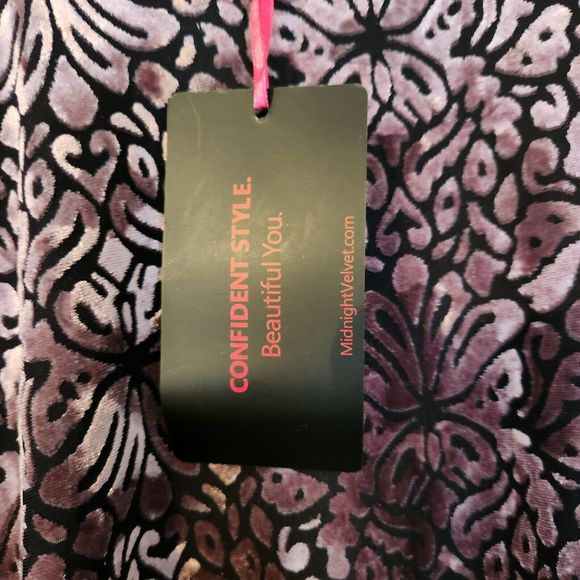 CONFIDENT STYLE.
Beautiful You.
MidnightVelvet.com